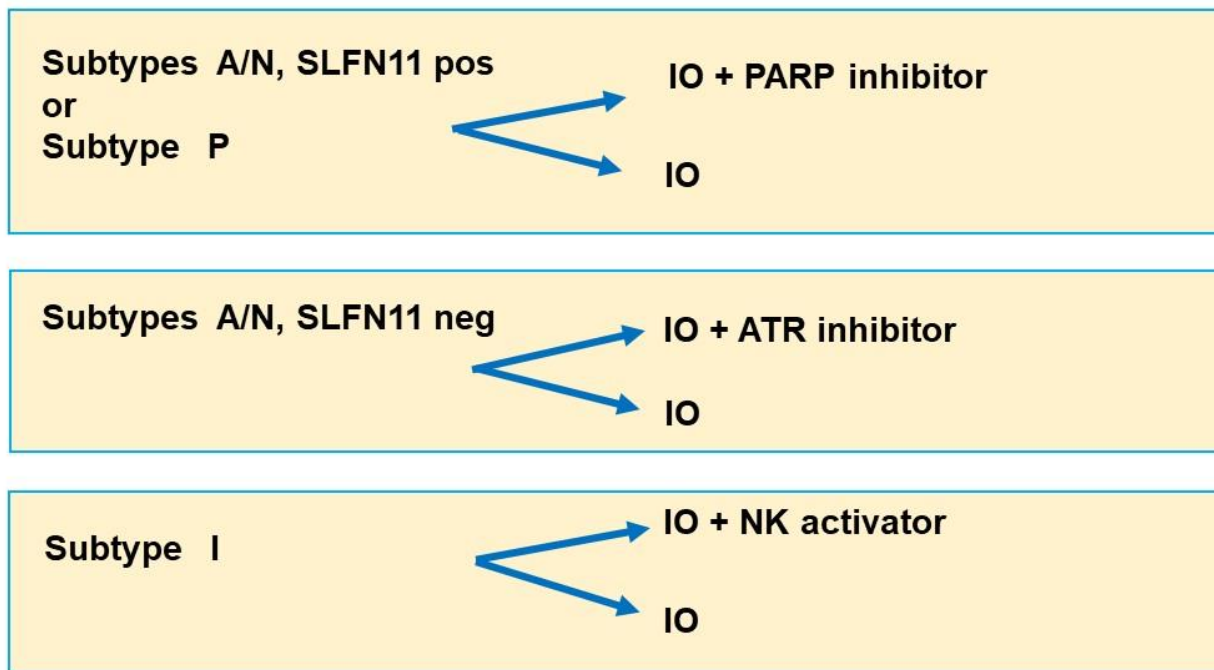 Subtypes A/N, SLFN11 pos
or
Subtype P
IO + PARP inhibitor
IO
Subtypes A/N, SLFN11 neg
IO + ATR inhibitor
IO
Subtype I
IO + NK activator
IO